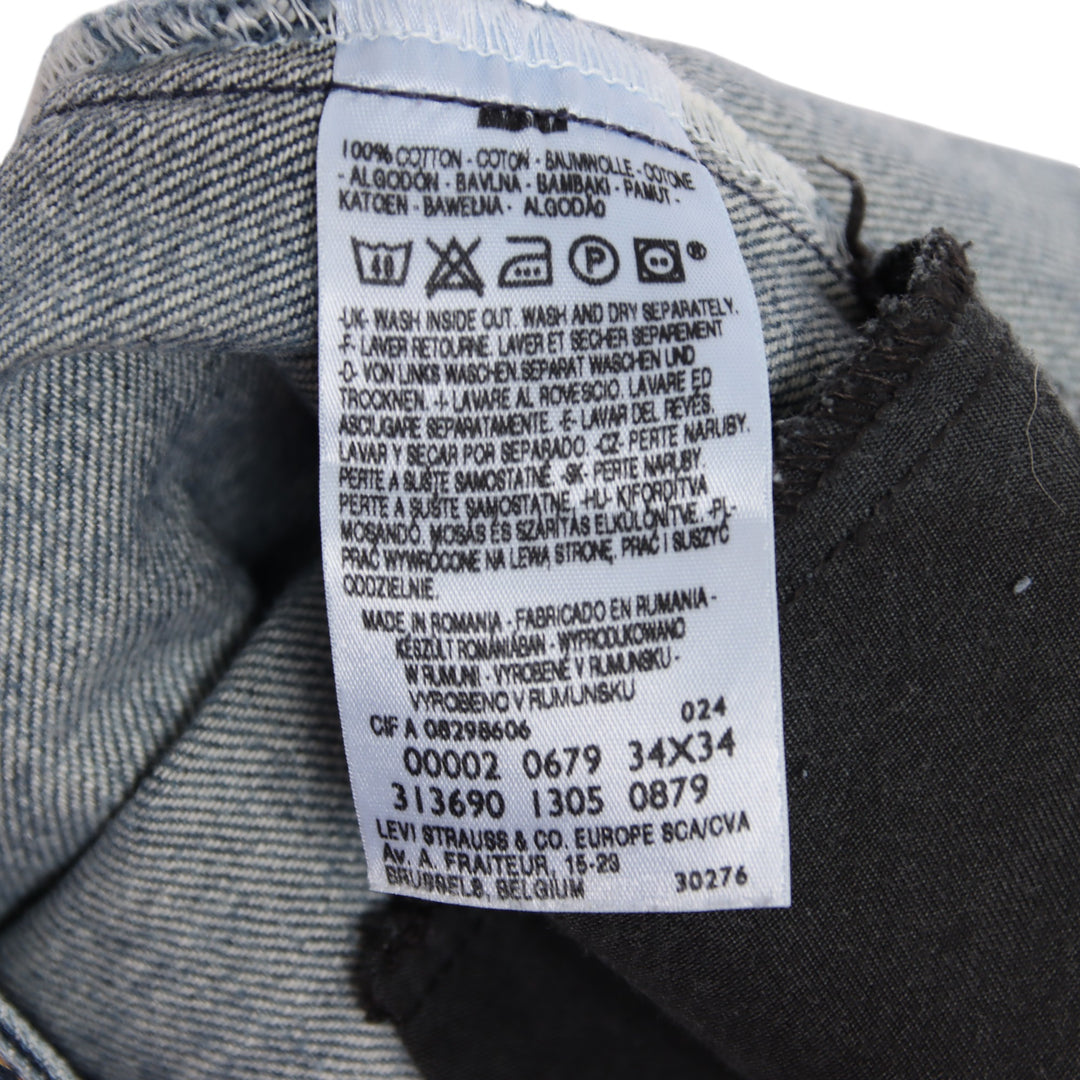 100% COTTON - COTON - BAUMWOLLE - COTONE
- ALGODÓN - BAVLNA - BAMBAKI - PAMUT -
KATOEN - BAWEŁNA - ALGODÃO
40 P ®
-UK- WASH INSIDE OUT. WASH AND DRY SEPARATELY.
-F- LAVER RETOURNE. LAVER ET SECHER SEPAREMENT
-D- VON LINKS WASCHEN. SEPARAT WASCHEN UND
TROCKNEN. -I- LAVARE AL ROVESCIO. LAVARE ED
ASCIUGARE SEPARATAMENTE. -E- LAVAR DEL REVÉS.
LAVAR Y SECAR POR SEPARADO. -CZ- PERTE NARUBY.
PERTE A SUŠTE SAMOSTATNĚ. -SK- PERTE NARUBY.
PERTE A SUŠTE SAMOSTATNE. -HU- KIFORDÍTVA
MOSANDÓ. MOSÁS ÉS SZÁRÍTÁS ELKÜLÖNÍTVE. -PL-
PRAĆ WYWRÓCONE NA LEWĄ STRONĘ, PRAĆ I SUSZYĆ
ODDZIELNIE.
MADE IN ROMANIA - FABRICADO EN RUMANIA -
KÉSZÜLT ROMÁNIÁBAN - WYPRODUKOWANO
W RUMUNI - VYROBENÉ V RUMUNSKU -
VYROBENO V RUMUNSKU
CIF A 08298606 024
00002 0679 34X34
313690 1305 0879
LEVI STRAUSS & CO. EUROPE SCA/CVA
Av. A. FRAITEUR, 15-23
BRUSSELS, BELGIUM 30276